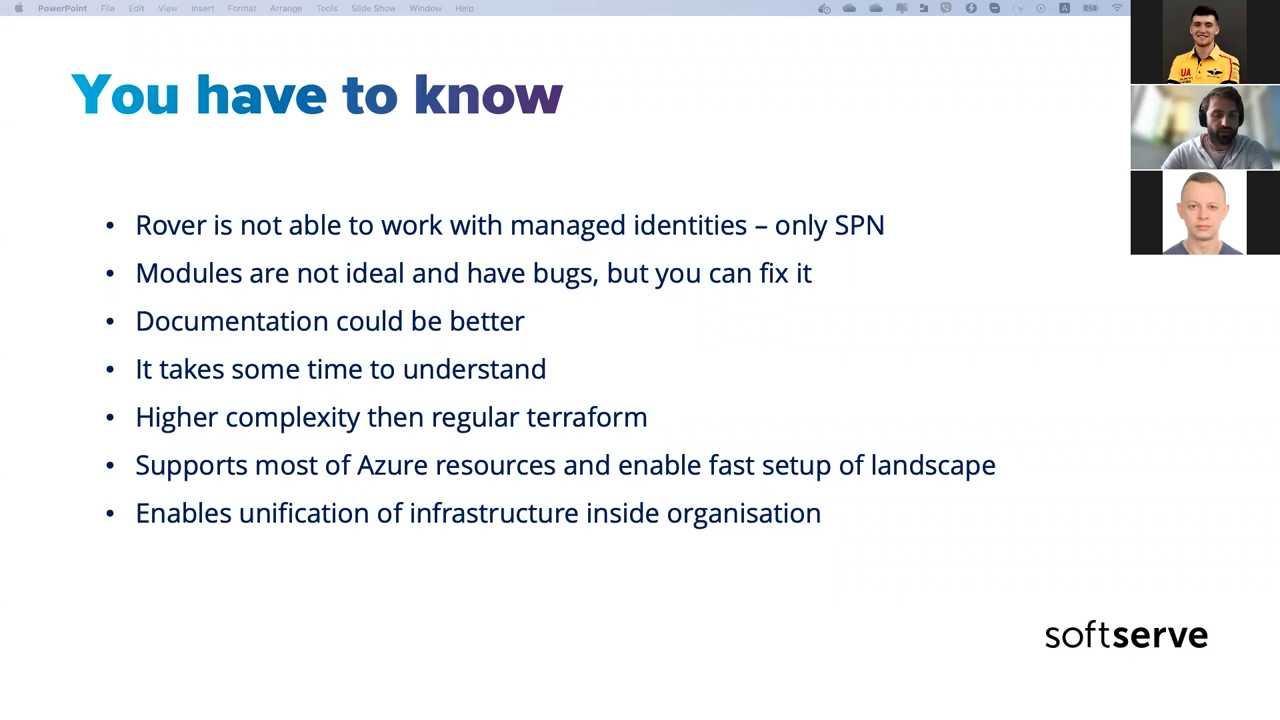 PowerPoint File Edit View Insert Format Arrange Tools Slide Show Window Help
You have to know
• Rover is not able to work with managed identities – only SPN
• Modules are not ideal and have bugs, but you can fix it
• Documentation could be better
• It takes some time to understand
• Higher complexity then regular terraform
• Supports most of Azure resources and enable fast setup of landscape
• Enables unification of infrastructure inside organisation
softserve
UA